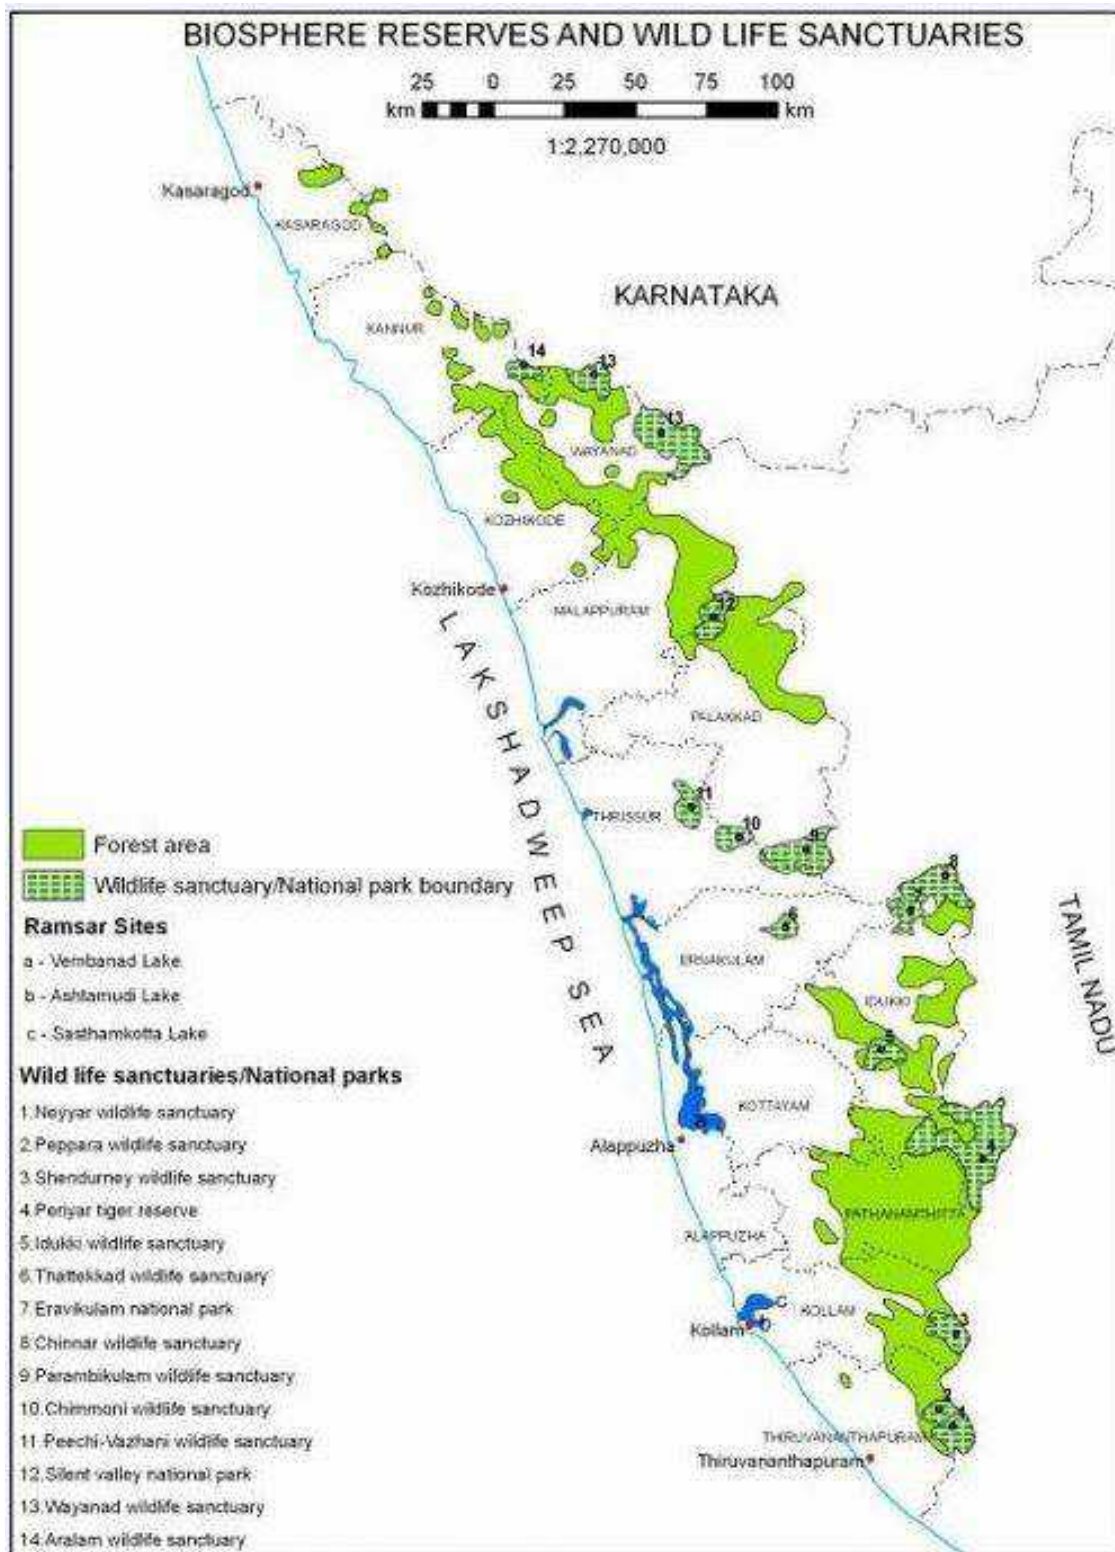 BIOSPHERE RESERVES AND WILD LIFE SANCTUARIES
25 0 25 50 75 100
km km
1:2,270,000
Kasaragod
KASARAGOD
KARNATAKA
KANNUR
14
13
13
WAYANAD
KOZHIKODE
Kozhikode
MALAPPURAM
12
LAKSHADWEEP SEA
PALAKKAD
11
THRISSUR
10
9
8
7
6
ERNAKULAM
TAMIL NADU
IDUKKI
5
KOTTAYAM
Alappuzha
4
PATHANAMTHITTA
ALAPPUZHA
c
KOLLAM
b
Kollam
3
2
1
THIRUVANANTHAPURAM
Thiruvananthapuram
Forest area
Wildlife sanctuary/National park boundary
Ramsar Sites
a - Vembanad Lake
b - Ashtamudi Lake
c - Sasthamkotta Lake
Wild life sanctuaries/National parks
1.Neyyar wildlife sanctuary
2.Peppara wildlife sanctuary
3.Shendurney wildlife sanctuary
4.Periyar tiger reserve
5.Idukki wildlife sanctuary
6.Thattekkad wildlife sanctuary
7.Eravikulam national park
8.Chinnar wildlife sanctuary
9.Parambikulam wildlife sanctuary
10.Chimmoni wildlife sanctuary
11.Peechi-Vazhani wildlife sanctuary
12.Silent valley national park
13.Wayanad wildlife sanctuary
14.Aralam wildlife sanctuary